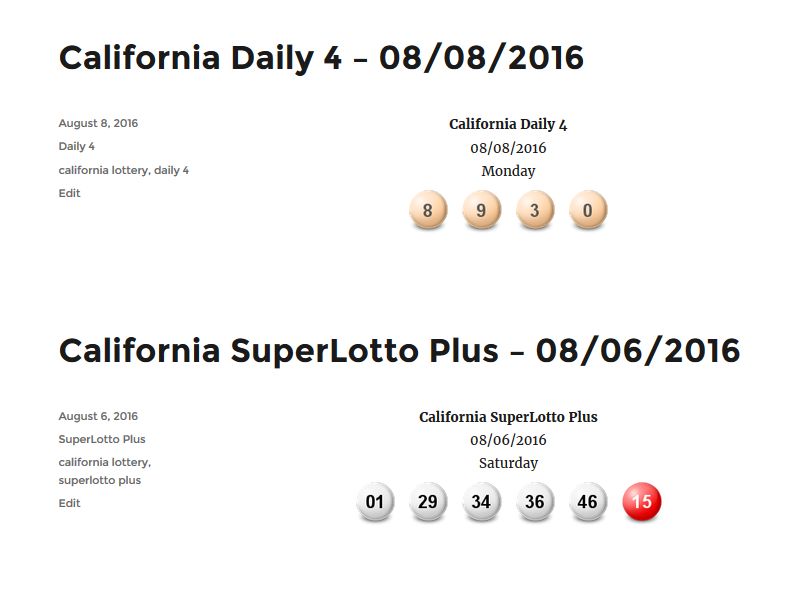 California Daily 4 – 08/08/2016
August 8, 2016
Daily 4
california lottery, daily 4
Edit
California Daily 4
08/08/2016
Monday
8 9 3 0
California SuperLotto Plus – 08/06/2016
August 6, 2016
SuperLotto Plus
california lottery,
superlotto plus
Edit
California SuperLotto Plus
08/06/2016
Saturday
01 29 34 36 46 15